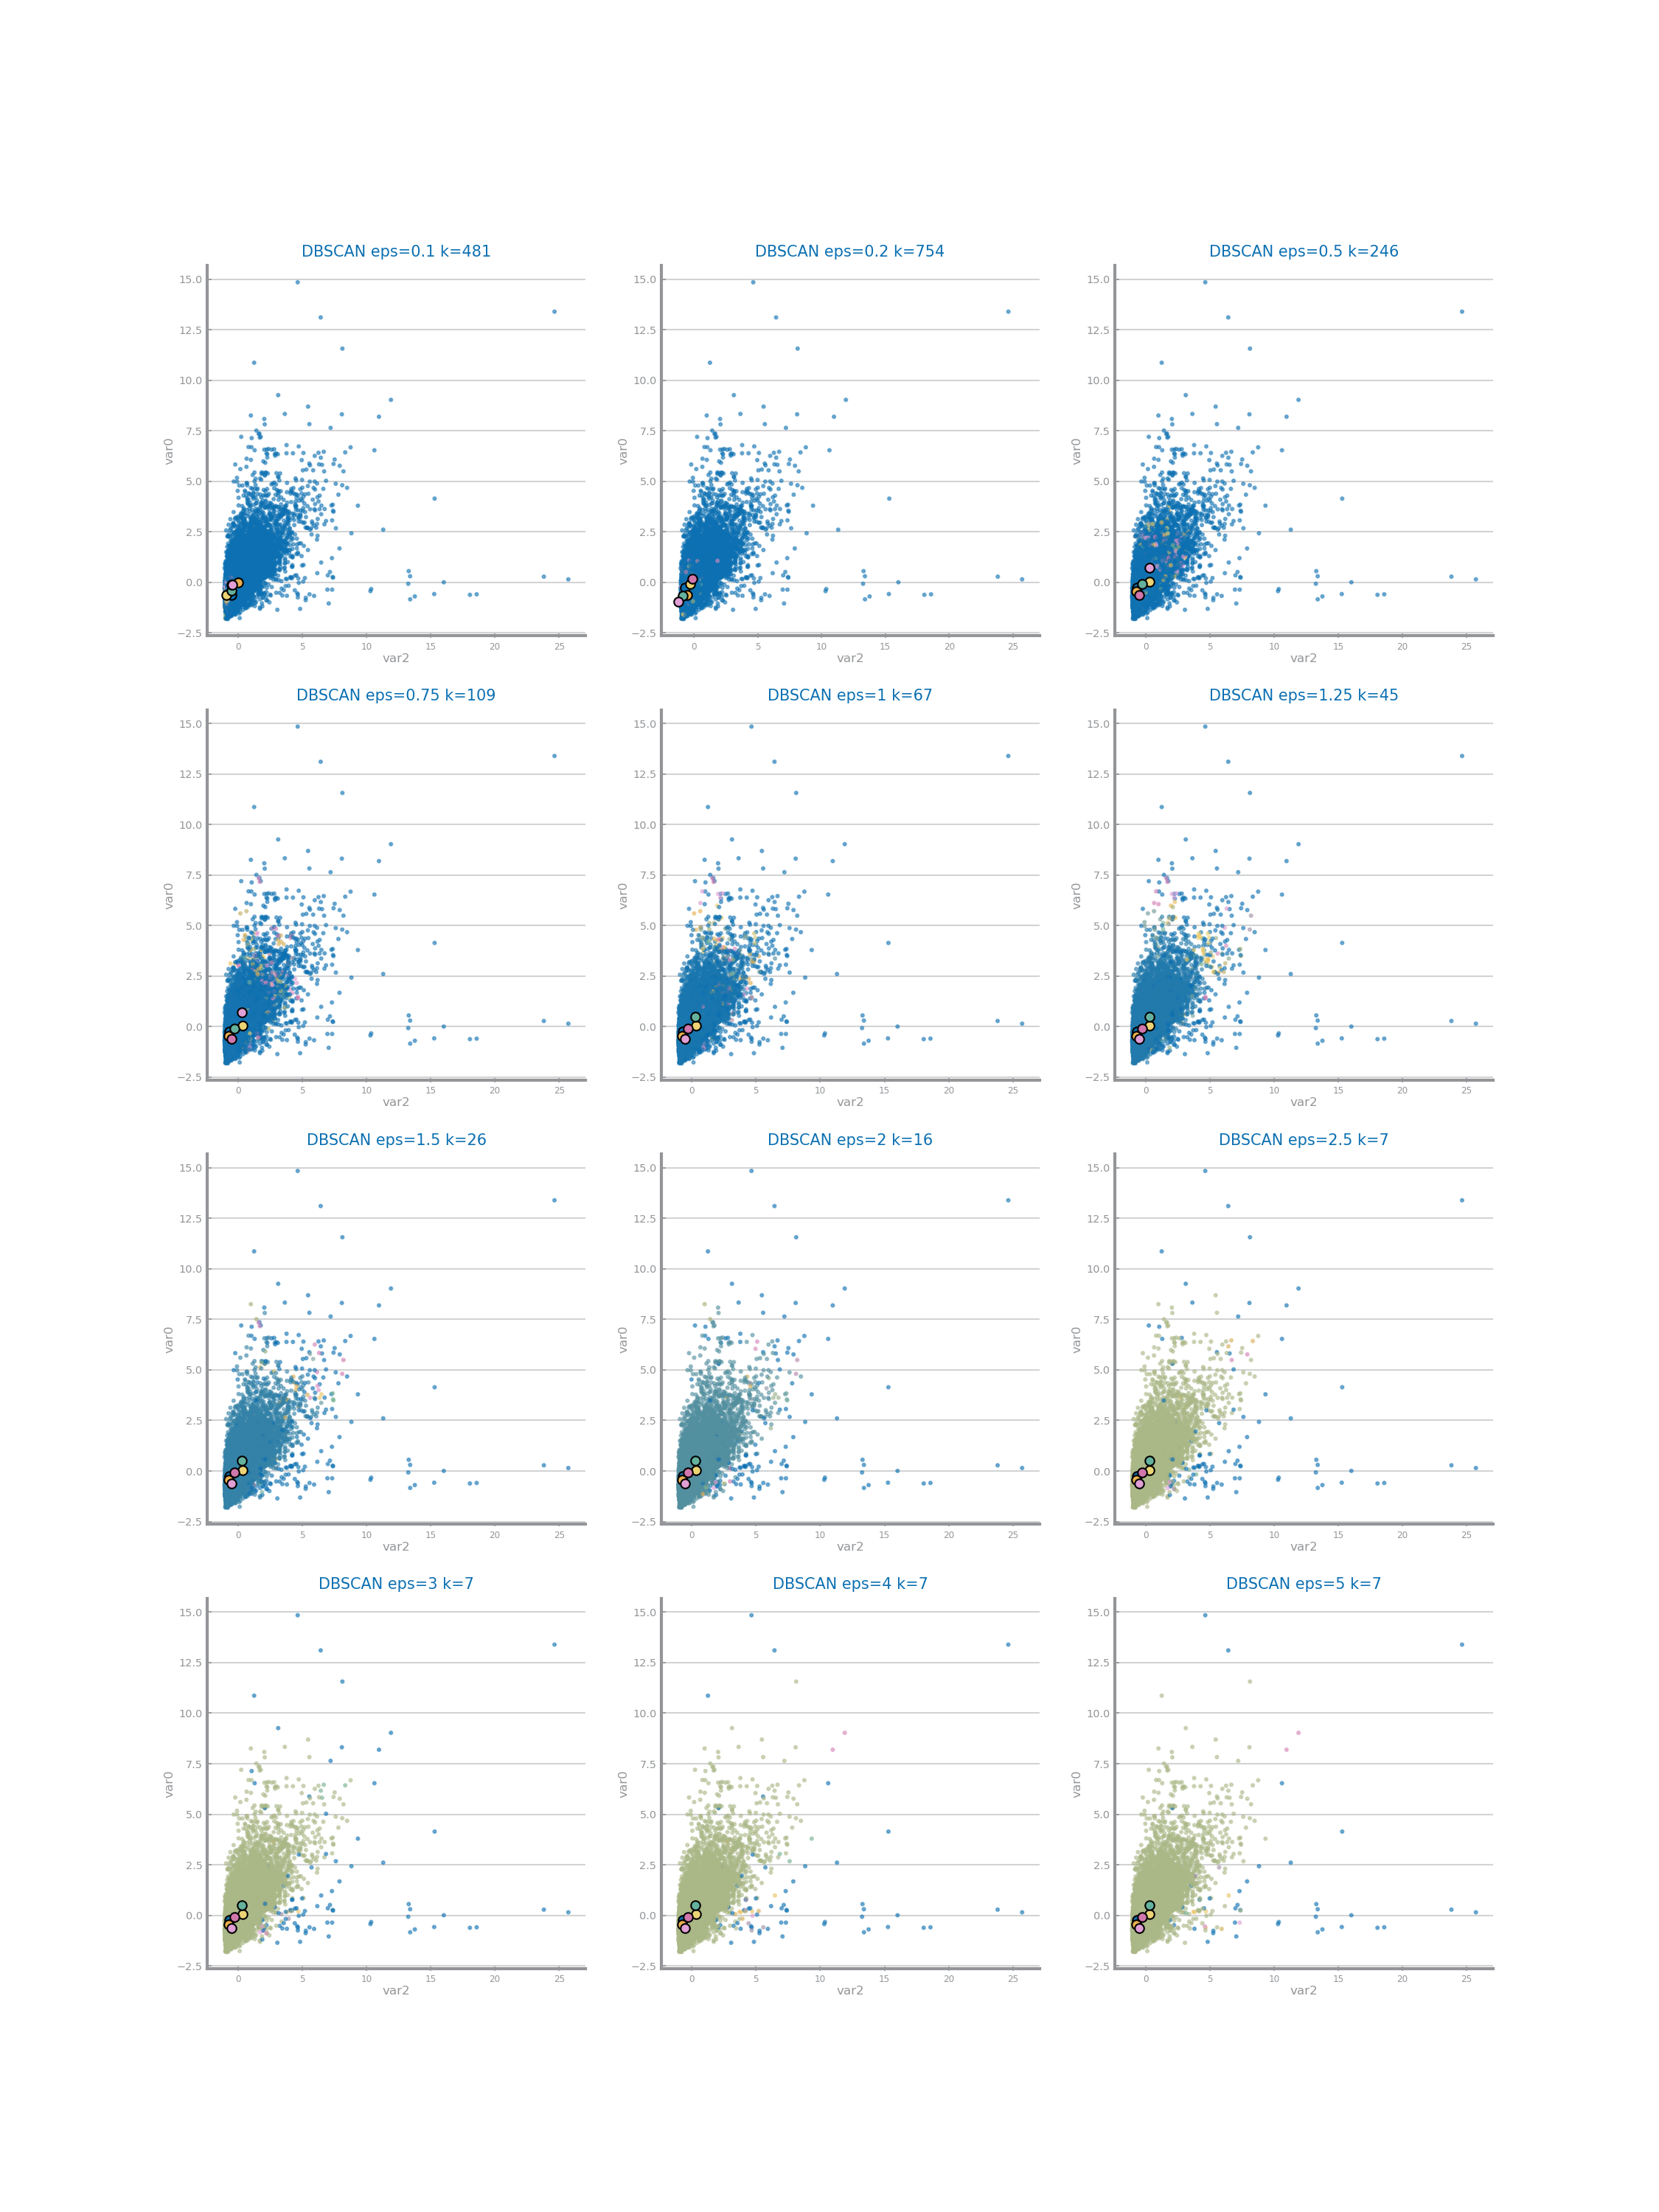 DBSCAN eps=0.1 k=481
DBSCAN eps=0.2 k=754
DBSCAN eps=0.5 k=246
15.0
12.5
10.0
7.5
5.0
2.5
0.0
−2.5
var0
0 5 10 15 20 25
var2
15.0
12.5
10.0
7.5
5.0
2.5
0.0
−2.5
var0
0 5 10 15 20 25
var2
15.0
12.5
10.0
7.5
5.0
2.5
0.0
−2.5
var0
0 5 10 15 20 25
var2
DBSCAN eps=0.75 k=109
DBSCAN eps=1 k=67
DBSCAN eps=1.25 k=45
15.0
12.5
10.0
7.5
5.0
2.5
0.0
−2.5
var0
0 5 10 15 20 25
var2
15.0
12.5
10.0
7.5
5.0
2.5
0.0
−2.5
var0
0 5 10 15 20 25
var2
15.0
12.5
10.0
7.5
5.0
2.5
0.0
−2.5
var0
0 5 10 15 20 25
var2
DBSCAN eps=1.5 k=26
DBSCAN eps=2 k=16
DBSCAN eps=2.5 k=7
15.0
12.5
10.0
7.5
5.0
2.5
0.0
−2.5
var0
0 5 10 15 20 25
var2
15.0
12.5
10.0
7.5
5.0
2.5
0.0
−2.5
var0
0 5 10 15 20 25
var2
15.0
12.5
10.0
7.5
5.0
2.5
0.0
−2.5
var0
0 5 10 15 20 25
var2
DBSCAN eps=3 k=7
DBSCAN eps=4 k=7
DBSCAN eps=5 k=7
15.0
12.5
10.0
7.5
5.0
2.5
0.0
−2.5
var0
0 5 10 15 20 25
var2
15.0
12.5
10.0
7.5
5.0
2.5
0.0
−2.5
var0
0 5 10 15 20 25
var2
15.0
12.5
10.0
7.5
5.0
2.5
0.0
−2.5
var0
0 5 10 15 20 25
var2